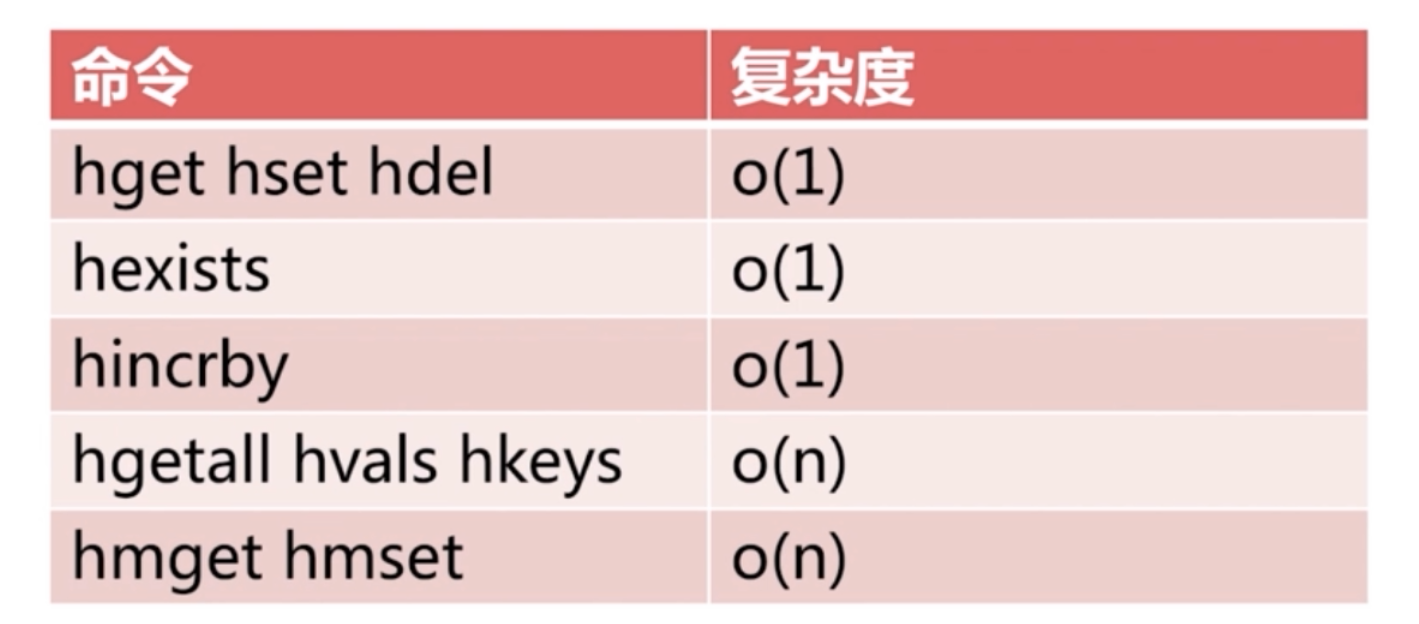 命令 复杂度
hget hset hdel o(1)
hexists o(1)
hincrby o(1)
hgetall hvals hkeys o(n)
hmget hmset o(n)